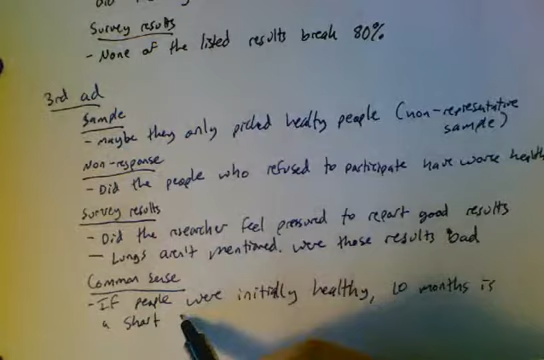 Survey results
- None of the listed results break 80%
3rd ad
Sample
- maybe they only picked healty people (non-representative
sample)
Non-response
- Did the people who refused to participate have worse health
Survey results
- Did the researcher feel pressured to report good results
- Lungs aren't mentioned, were those results bad
Common sense
- If people were initially healthy, 10 months is
a short